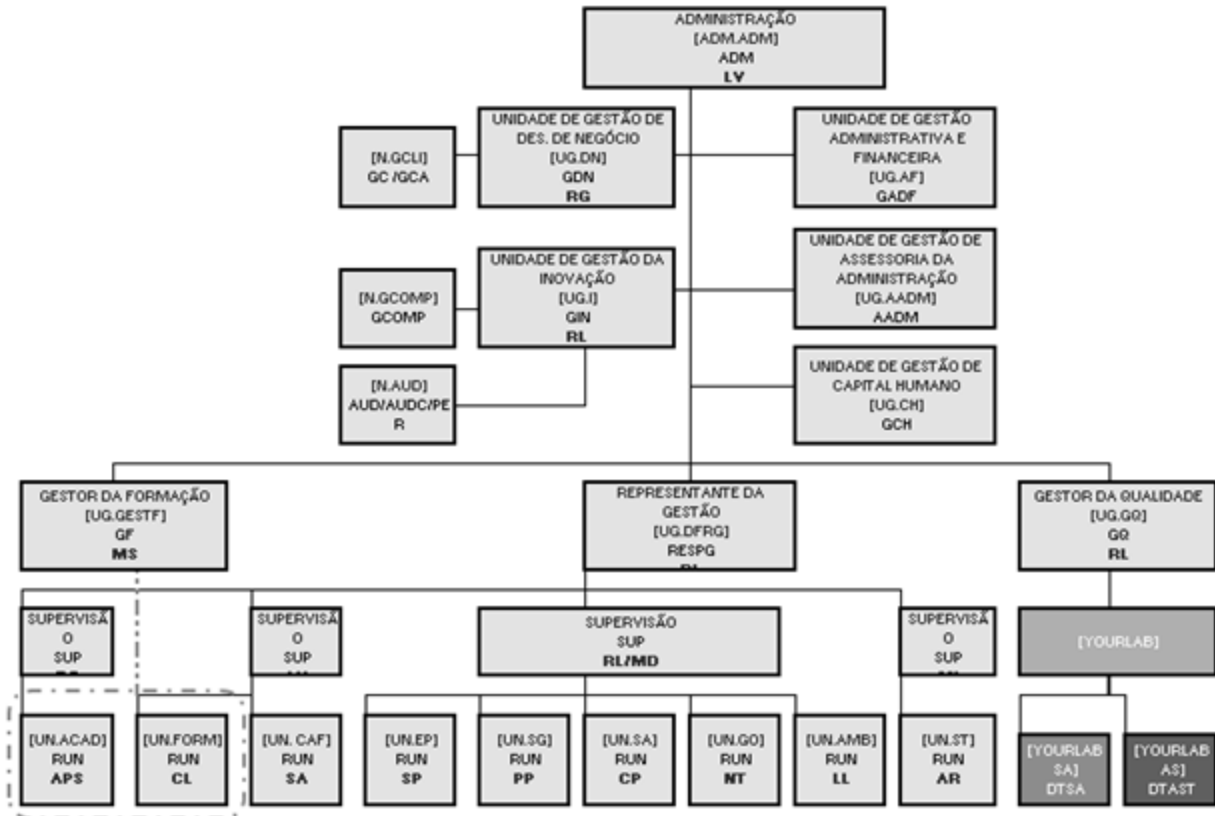 ADMINISTRAÇÃO
[ADM.ADM]
ADM
LV
UNIDADE DE GESTÃO DE
DES. DE NEGÓCIO
[UG.DN]
GDN
RG
UNIDADE DE GESTÃO
ADMINISTRATIVA E
FINANCEIRA
[UG.AF]
GADF
[N.GCLI]
GC /GCA
UNIDADE DE GESTÃO DA
INOVAÇÃO
[UG.I]
GIN
RL
UNIDADE DE GESTÃO DE
ASSESSORIA DA
ADMINISTRAÇÃO
[UG.AADM]
AADM
[N.GCOMP]
GCOMP
[N.AUD]
AUD/AUDC/PE
R
UNIDADE DE GESTÃO DE
CAPITAL HUMANO
[UG.CH]
GCH
GESTOR DA FORMAÇÃO
[UG.GESTF]
GF
MS
REPRESENTANTE DA
GESTÃO
[UG.DFRG]
RESPG
GESTOR DA QUALIDADE
[UG.GQ]
GQ
RL
SUPERVISÃ
O
SUP
SUPERVISÃ
O
SUP
SUPERVISÃO
SUP
RL/MD
SUPERVISÃ
O
SUP
[YOURLAB]
[UN.ACAD]
RUN
APS
[UN.FORM]
RUN
CL
[UN. CAF]
RUN
SA
[UN.EP]
RUN
SP
[UN.SG]
RUN
PP
[UN.SA]
RUN
CP
[UN.GO]
RUN
NT
[UN.AMB]
RUN
LL
[UN.ST]
RUN
AR
[YOURLAB
SA]
DTSA
[YOURLAB
AS]
DTAST